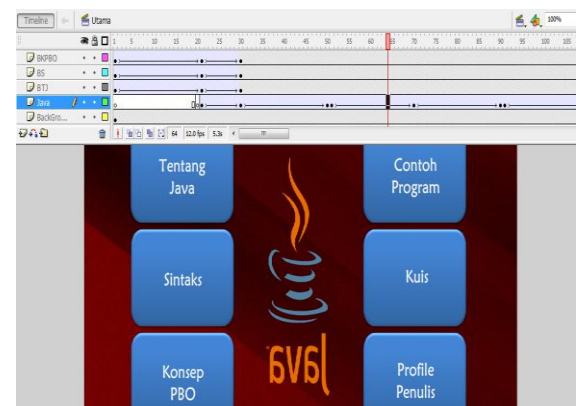 Timeline Utama 100%
1 5 10 15 20 25 30 35 40 45 50 55 60 65 70 75 80 85 90 95 100 105
BKPBO
BS
BTJ
Java
BackGro...
64 12.0 fps 5.3s
Tentang
Java
Contoh
Program
Sintaks
Kuis
Java
Konsep
PBO
Profile
Penulis